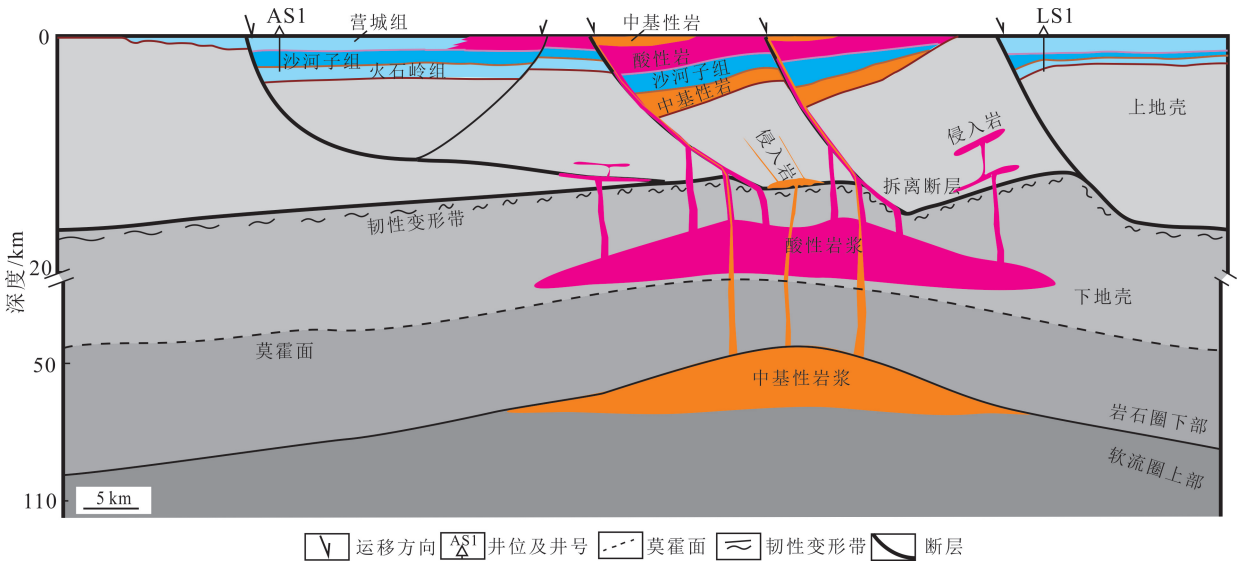 AS1
LS1
营城组
中基性岩
0
沙河子组
火石岭组
酸性岩
沙河子组
中基性岩
上地壳
侵入岩
侵入岩
拆离断层
韧性变形带
酸性岩浆
20
深度/km
下地壳
莫霍面
50
中基性岩浆
岩石圈下部
软流圈上部
110
5 km
运移方向
AS1
井位及井号
莫霍面
韧性变形带
断层